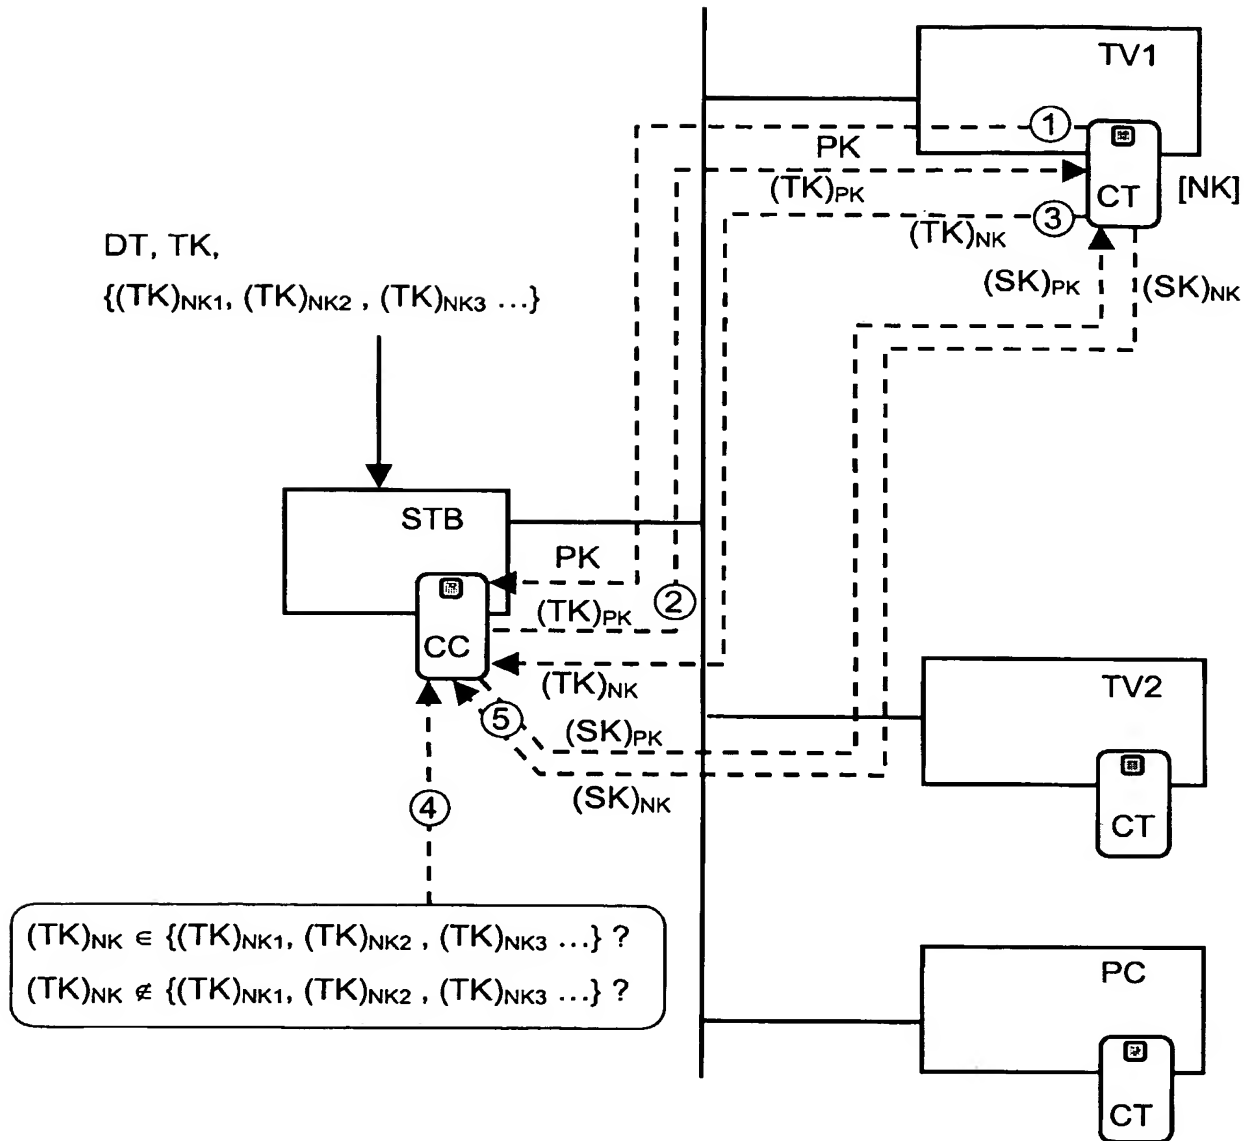 TV1
①
PK
(TK)PK
CT
[NK]
③
(TK)NK
DT, TK,
{(TK)NK1, (TK)NK2 , (TK)NK3 ...}
(SK)PK
(SK)NK
STB
PK
②
(TK)PK
CC
(TK)NK
TV2
⑤
(SK)PK
(SK)NK
④
CT
(TK)NK ∈ {(TK)NK1, (TK)NK2 , (TK)NK3 ...} ?
(TK)NK ∉ {(TK)NK1, (TK)NK2 , (TK)NK3 ...} ?
PC
CT